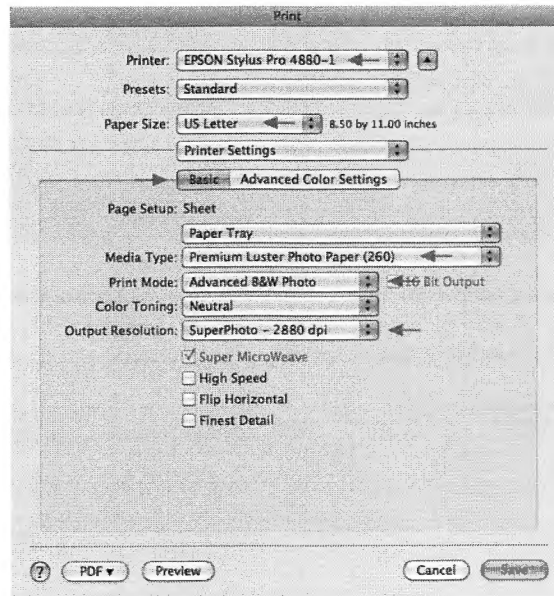 Print
Printer: EPSON Stylus Pro 4880-1
Presets: Standard
Paper Size: US Letter 8.50 by 11.00 inches
Printer Settings
Basic Advanced Color Settings
Page Setup: Sheet
Paper Tray
Media Type: Premium Luster Photo Paper (260)
Print Mode: Advanced B&W Photo 16 Bit Output
Color Toning: Neutral
Output Resolution: SuperPhoto - 2880 dpi
Super MicroWeave
High Speed
Flip Horizontal
Finest Detail
? PDF Preview Cancel Save